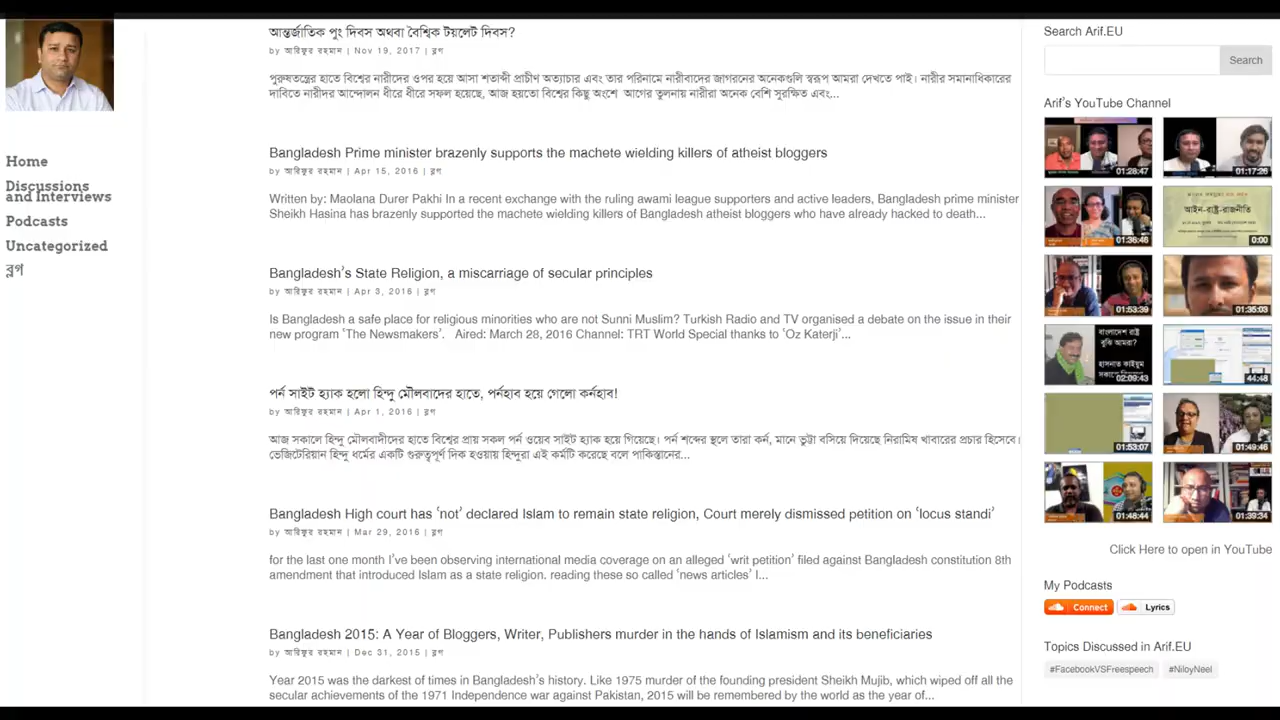 Home
Discussions
and Interviews
Podcasts
Uncategorized
ব্লগ
আন্তর্জাতিক পুং দিবস অথবা বৈশ্বিক টয়লেট দিবস?
by আরিফুর রহমান | Nov 19, 2017 | ব্লগ
পুরুষতন্ত্রের হাতে বিশ্বের নারীদের ওপর হয়ে আসা শতাব্দী প্রাচীণ অত্যাচার এবং তার পরিনামে নারীবাদের জাগরনের অনেকগুলি স্বরূপ আমরা দেখতে পাই। নারীর সমানাধিকারের
দাবিতে নারীদর আন্দোলন ধীরে ধীরে সফল হয়েছে, আজ হয়তো বিশ্বের কিছু অংশে আগের তুলনায় নারীরা অনেক বেশি সুরক্ষিত এবং...
Bangladesh Prime minister brazenly supports the machete wielding killers of atheist bloggers
by আরিফুর রহমান | Apr 15, 2016 | ব্লগ
Written by: Maolana Durer Pakhi In a recent exchange with the ruling awami league supporters and active leaders, Bangladesh prime minister
Sheikh Hasina has brazenly supported the machete wielding killers of Bangladesh atheist bloggers who have already hacked to death...
Bangladesh's State Religion, a miscarriage of secular principles
by আরিফুর রহমান | Apr 3, 2016 | ব্লগ
Is Bangladesh a safe place for religious minorities who are not Sunni Muslim? Turkish Radio and TV organised a debate on the issue in their
new program ‘The Newsmakers’. Aired: March 28, 2016 Channel: TRT World Special thanks to ‘Oz Katerji’...
পর্ন সাইট হ্যাক হলো হিন্দু মৌলবাদের হাতে, পর্নহাব হয়ে গেলো কর্নহাব!
by আরিফুর রহমান | Apr 1, 2016 | ব্লগ
আজ সকালে হিন্দু মৌলবাদীদের হাতে বিশ্বের প্রায় সকল পর্ন ওয়েব সাইট হ্যাক হয়ে গিয়েছে। পর্ন শব্দের স্থলে তারা কর্ন, মানে ভুট্টা বসিয়ে দিয়েছে নিরামিষ খাবারের প্রচার হিসেবে।
ভেজিটেরিয়ান হিন্দু ধর্মের একটি গুরুত্বপূর্ণ দিক হওয়ায় হিন্দুরা এই কর্মটি করেছে বলে পাকিস্তানের...
Bangladesh High court has ‘not’ declared Islam to remain state religion, Court merely dismissed petition on ‘locus standi’
by আরিফুর রহমান | Mar 29, 2016 | ব্লগ
for the last one month I’ve been observing international media coverage on an alleged ‘writ petition’ filed against Bangladesh constitution 8th
amendment that introduced Islam as a state religion. reading these so called ‘news articles’ I...
Bangladesh 2015: A Year of Bloggers, Writer, Publishers murder in the hands of Islamism and its beneficiaries
by আরিফুর রহমান | Dec 31, 2015 | ব্লগ
Year 2015 was the darkest of times in Bangladesh’s history. Like 1975 murder of the founding president Sheikh Mujib, which wiped off all the
secular achievements of the 1971 Independence war against Pakistan, 2015 will be remembered by the world as the year of...
Search Arif.EU
Search
Arif’s YouTube Channel
01:28:47
01:17:26
01:36:46
আইন-রাষ্ট্র-রাজনীতি
0:00
01:53:39
01:35:03
বাংলাদেশ রাষ্ট্র
বুঝি আমরা?
হাসনাত কাইয়ুম
02:09:43
44:48
01:53:07
01:49:46
01:48:44
01:39:34
Click Here to open in YouTube
My Podcasts
Connect
Lyrics
Topics Discussed in Arif.EU
#FacebookVSFreespeech
#NiloyNeel